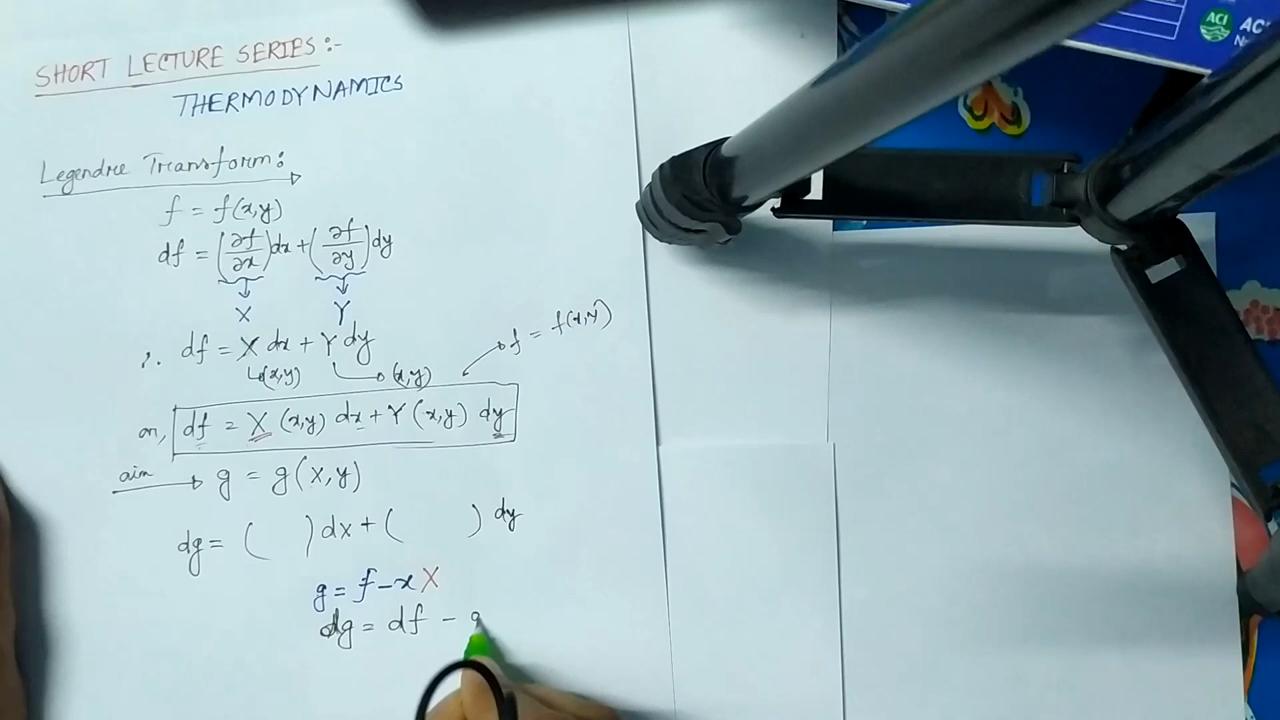 SHORT LECTURE SERIES :-
THERMODYNAMICS
Legendre Transform:
f = f(x,y)
df = (∂f/∂x)dx + (∂f/∂y)dy
X Y
∴ df = X dx + Y dy
(x,y) (x,y)
f = f(x,y)
or, df = X (x,y) dx + Y (x,y) dy
aim → g = g(X,y)
dg = ( )dX + ( ) dy
g = f - x X
dg = df -
ACI